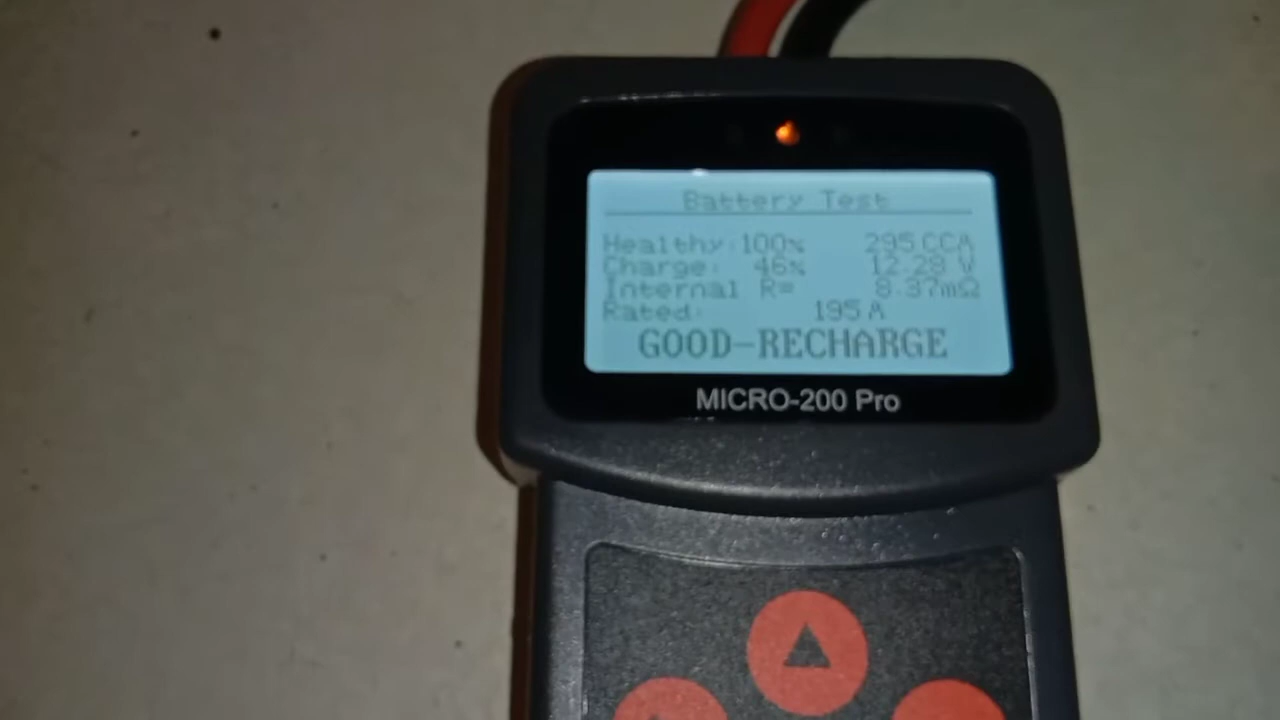 Battery Test
Healthy:100% 295 CCA
Charge: 46% 12.29 V
Internal R= 8.37mΩ
Rated: 195 A
GOOD-RECHARGE
MICRO-200 Pro